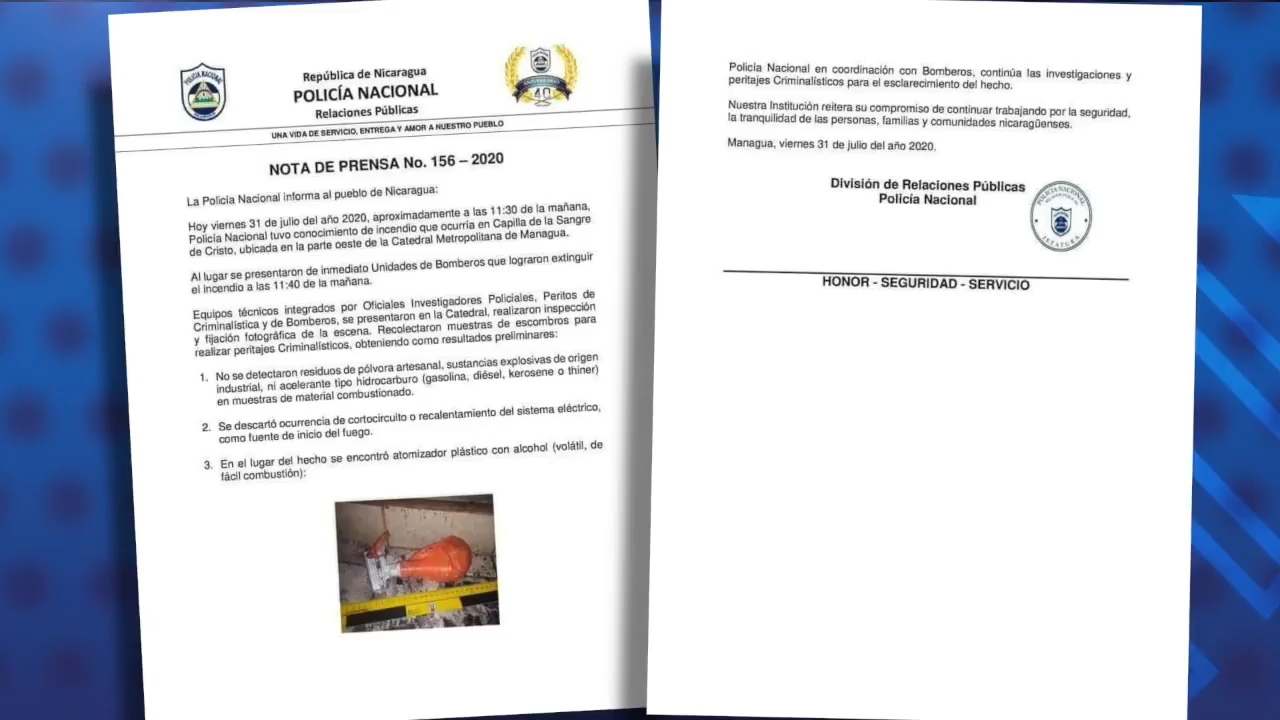 República de Nicaragua
POLICÍA NACIONAL
Relaciones Públicas
UNA VIDA DE SERVICIO, ENTREGA Y AMOR A NUESTRO PUEBLO
NOTA DE PRENSA No. 156 – 2020
La Policía Nacional informa al pueblo de Nicaragua:
Hoy viernes 31 de julio del año 2020, aproximadamente a las 11:30 de la mañana,
Policía Nacional tuvo conocimiento de incendio que ocurría en Capilla de la Sangre
de Cristo, ubicada en la parte oeste de la Catedral Metropolitana de Managua.
Al lugar se presentaron de inmediato Unidades de Bomberos que lograron extinguir
el incendio a las 11:40 de la mañana.
Equipos técnicos integrados por Oficiales Investigadores Policiales, Peritos de
Criminalística y de Bomberos, se presentaron en la Catedral, realizaron inspección
y fijación fotográfica de la escena. Recolectaron muestras de escombros para
realizar peritajes Criminalísticos, obteniendo como resultados preliminares:
1. No se detectaron residuos de pólvora artesanal, sustancias explosivas de origen
industrial, ni acelerante tipo hidrocarburo (gasolina, diésel, kerosene o thiner)
en muestras de material combustionado.
2. Se descartó ocurrencia de cortocircuito o recalentamiento del sistema eléctrico,
como fuente de inicio del fuego.
3. En el lugar del hecho se encontró atomizador plástico con alcohol (volátil, de
fácil combustión):
Policía Nacional en coordinación con Bomberos, continúa las investigaciones y
peritajes Criminalísticos para el esclarecimiento del hecho.
Nuestra Institución reitera su compromiso de continuar trabajando por la seguridad,
la tranquilidad de las personas, familias y comunidades nicaragüenses.
Managua, viernes 31 de julio del año 2020.
División de Relaciones Públicas
Policía Nacional
POLICÍA NACIONAL
JEFATURA
HONOR - SEGURIDAD - SERVICIO